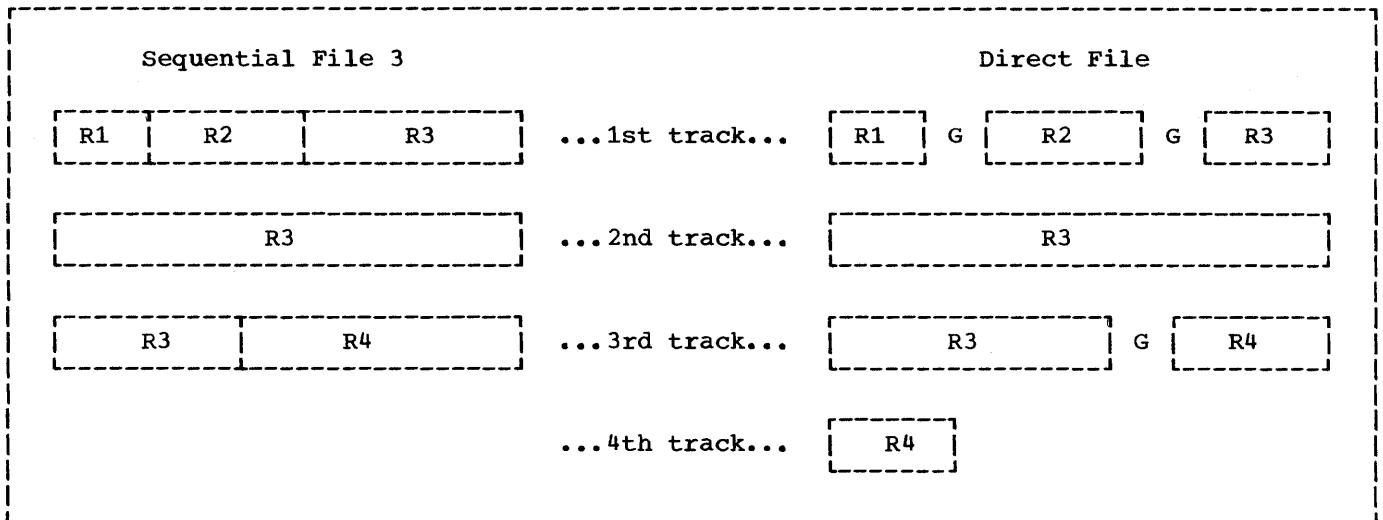 Sequential File 3 Direct File
R1 R2 R3 ...1st track... R1 G R2 G R3
R3 ...2nd track... R3
R3 R4 ...3rd track... R3 G R4
...4th track... R4